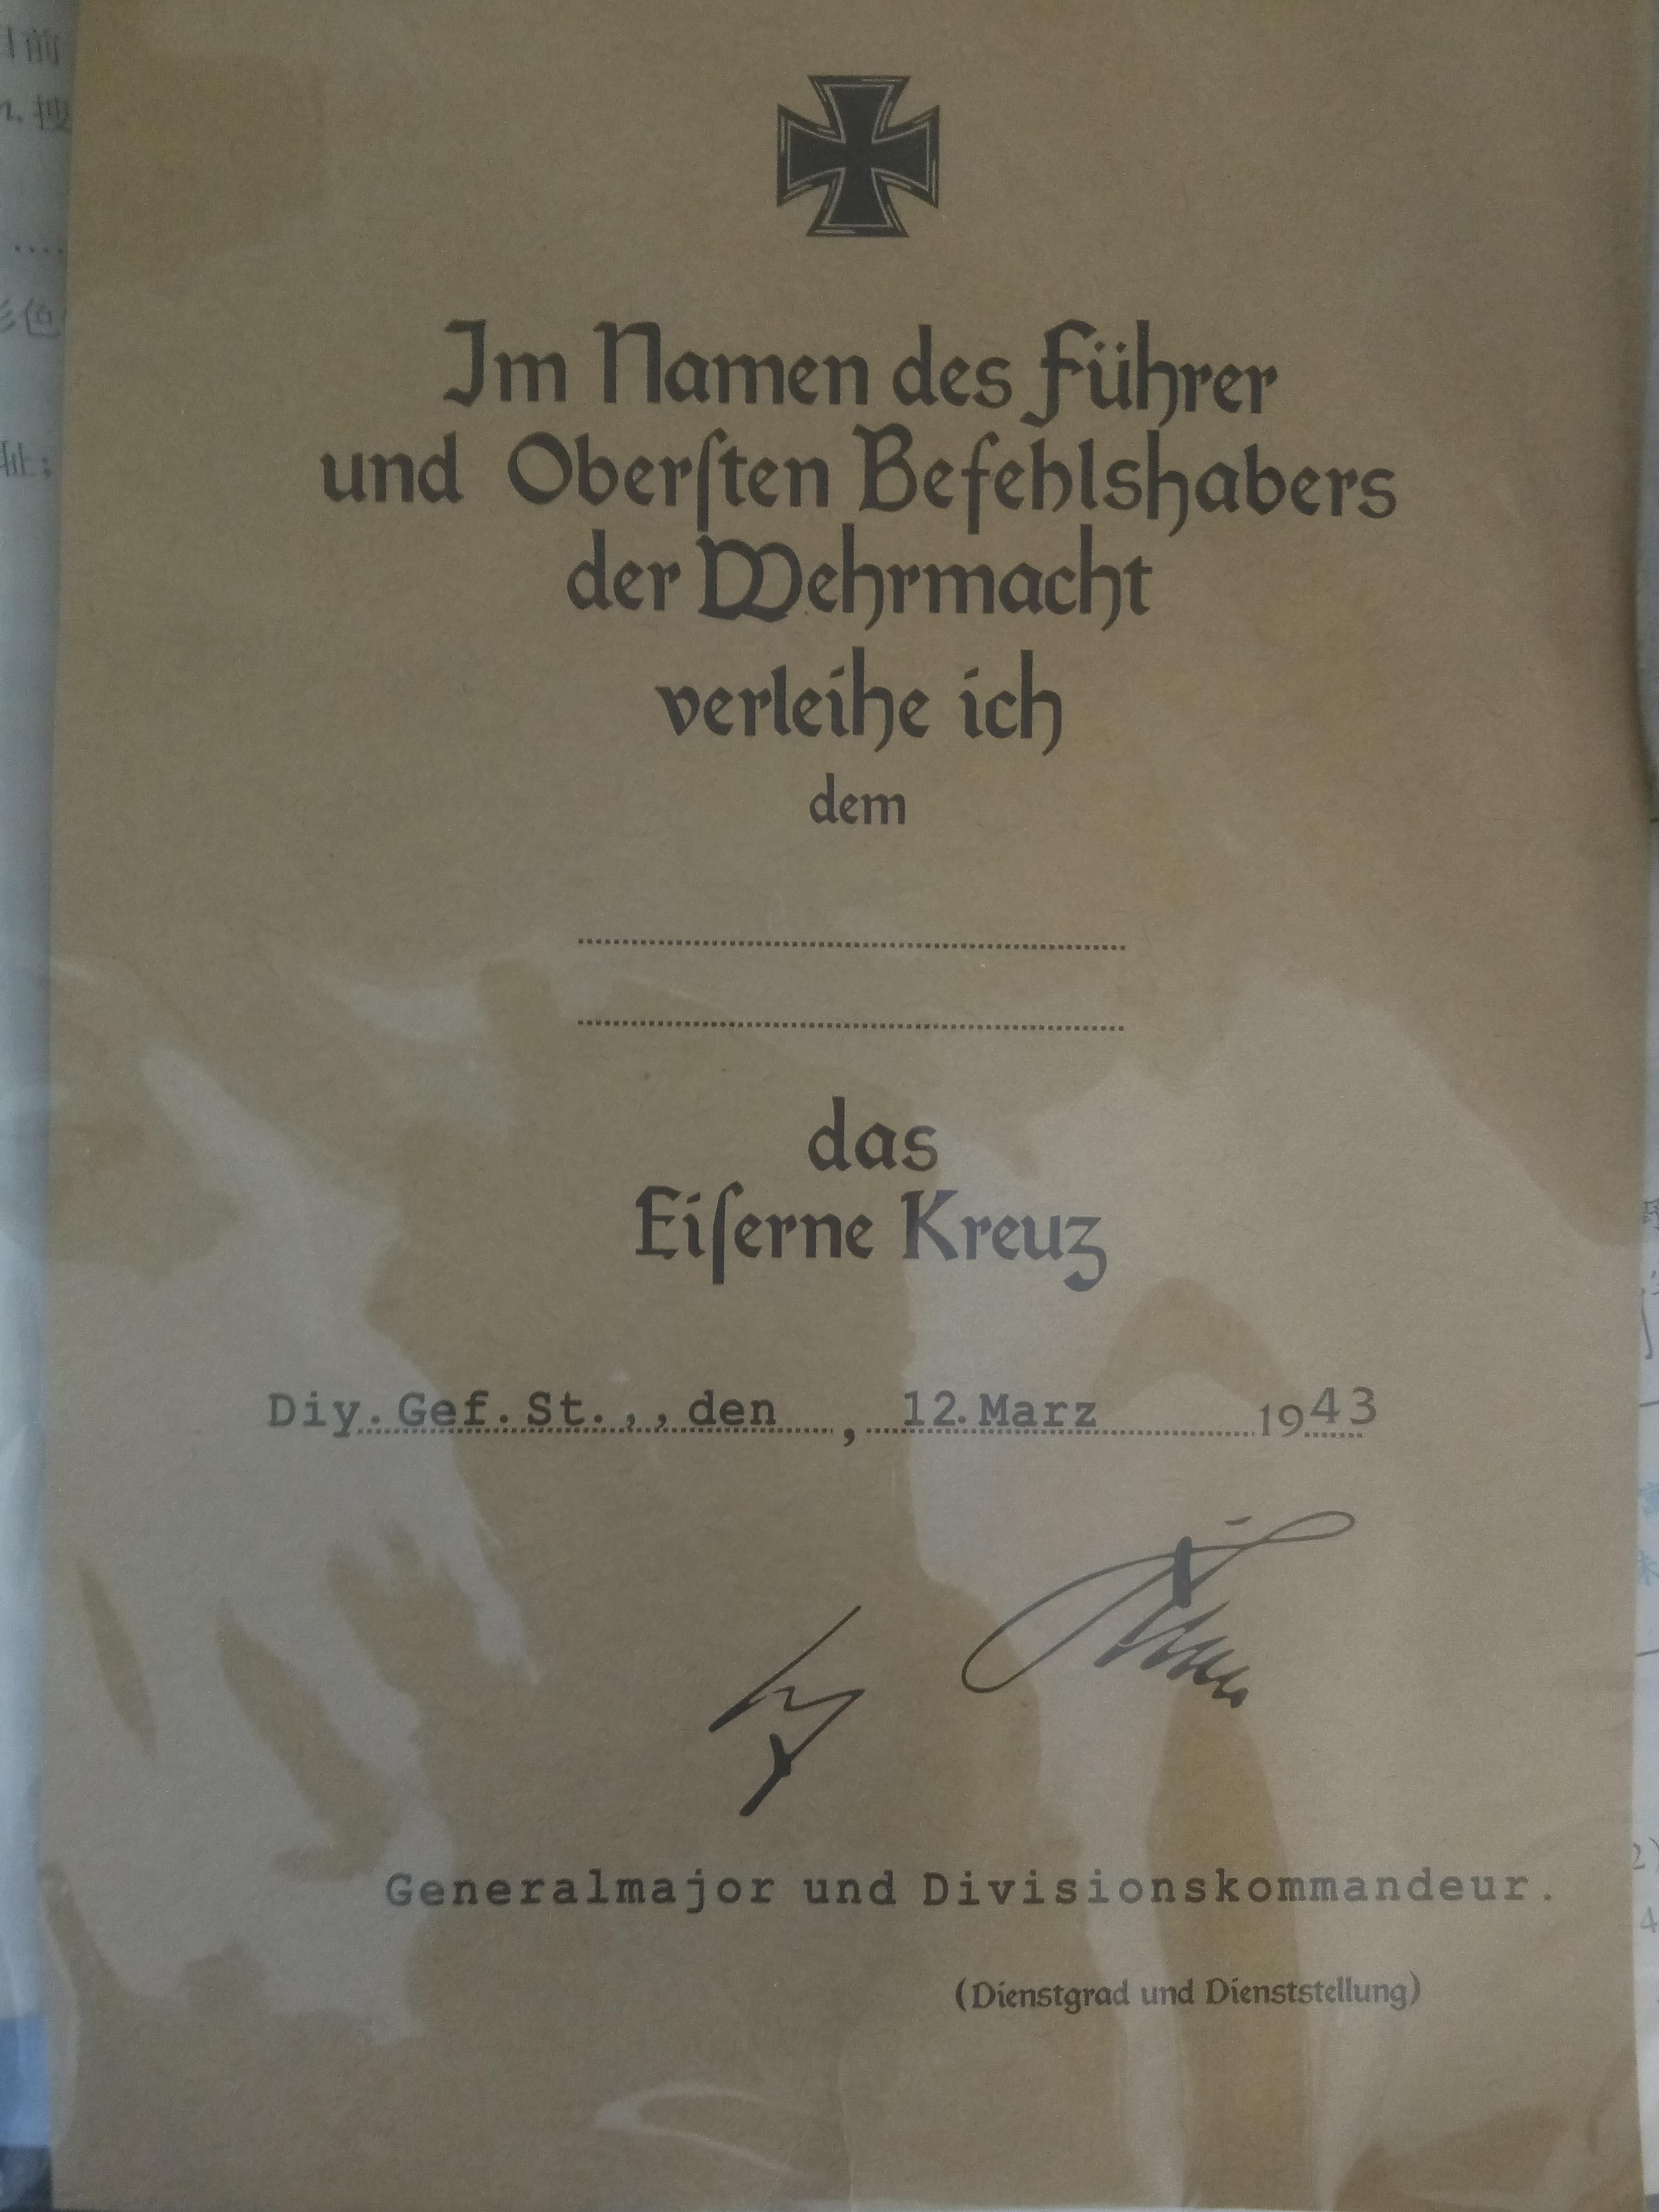 Im Namen des Führer
und Oberſten Befehlshabers
der Wehrmacht
verleihe ich
dem
das
Eiſerne Kreuz
Diy. Gef. St. , , den , 12. Marz 1943
Generalmajor und Divisionskommandeur.
(Dienstgrad und Dienststellung)